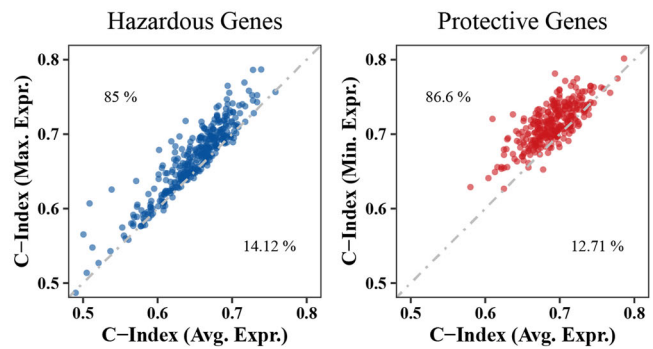 Hazardous Genes
C−Index (Max. Expr.)
0.8
0.7
0.6
0.5
85 %
14.12 %
0.5 0.6 0.7 0.8
C−Index (Avg. Expr.)
Protective Genes
C−Index (Min. Expr.)
0.8
0.7
0.6
0.5
86.6 %
12.71 %
0.5 0.6 0.7 0.8
C−Index (Avg. Expr.)